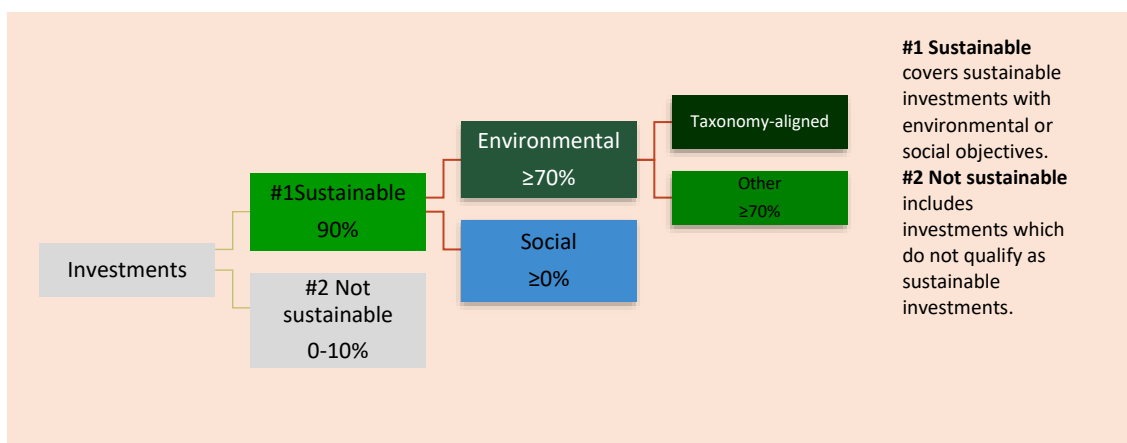 Investments
#1Sustainable
90%
#2 Not
sustainable
0-10%
Environmental
≥70%
Social
≥0%
Taxonomy-aligned
Other
≥70%
#1 Sustainable
covers sustainable
investments with
environmental or
social objectives.
#2 Not sustainable
includes
investments which
do not qualify as
sustainable
investments.